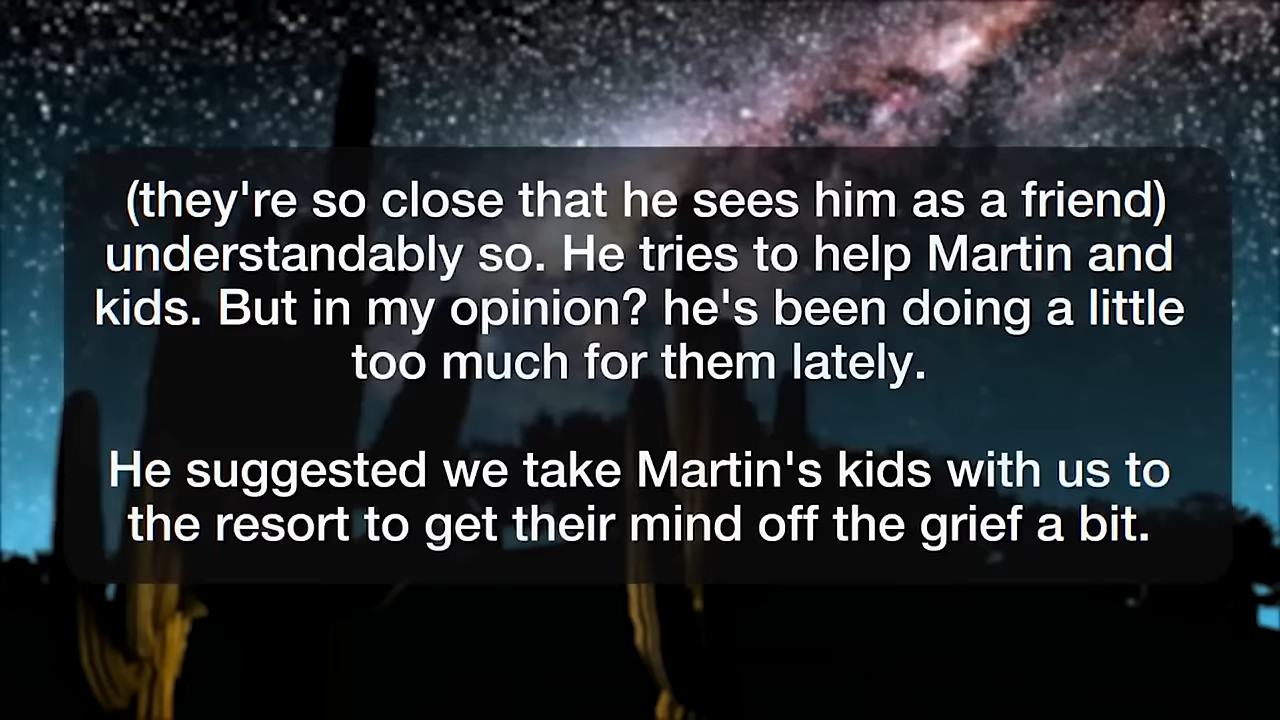 (they're so close that he sees him as a friend)
understandably so. He tries to help Martin and
kids. But in my opinion? he's been doing a little
too much for them lately.
He suggested we take Martin's kids with us to
the resort to get their mind off the grief a bit.